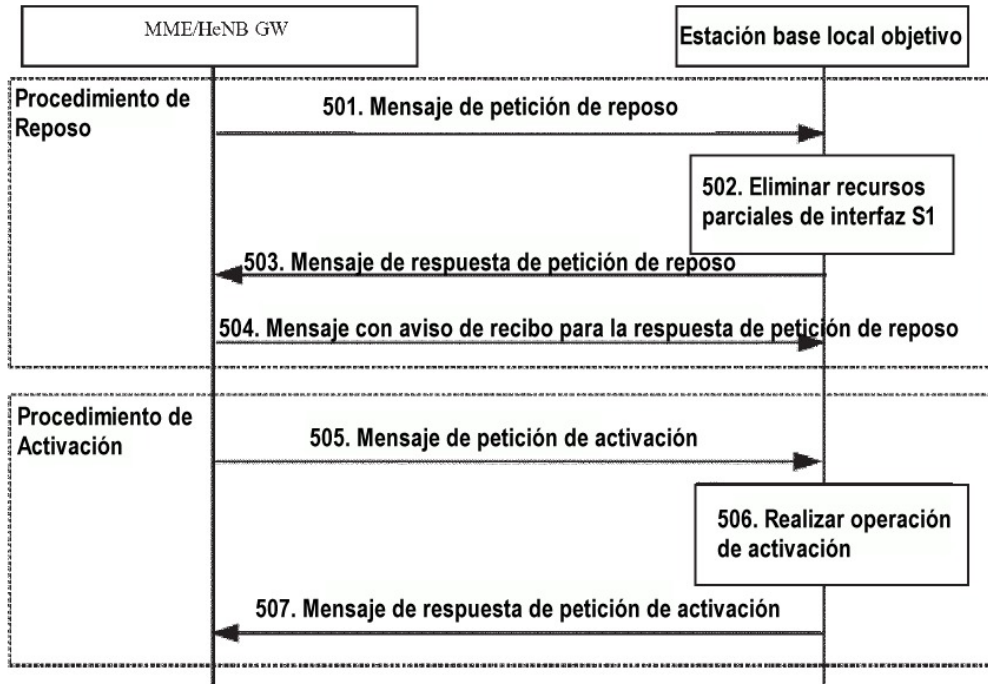 MME/HeNB GW
Estación base local objetivo
Procedimiento de
Reposo
501. Mensaje de petición de reposo
502. Eliminar recursos
parciales de interfaz S1
503. Mensaje de respuesta de petición de reposo
504. Mensaje con aviso de recibo para la respuesta de petición de reposo
Procedimiento de
Activación
505. Mensaje de petición de activación
506. Realizar operación
de activación
507. Mensaje de respuesta de petición de activación